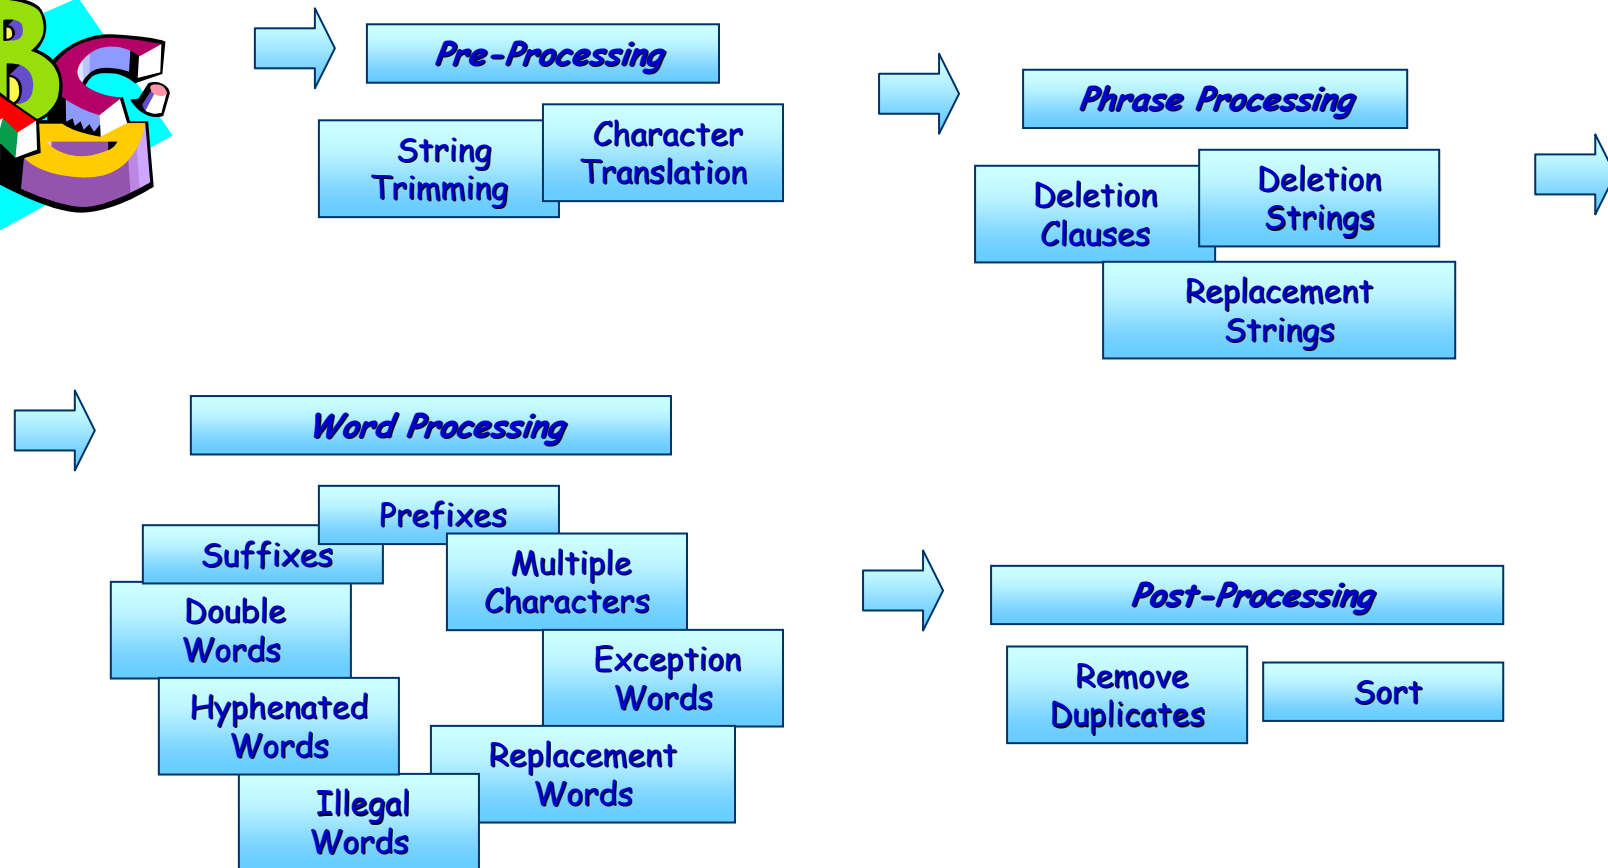 B
C
Pre-Processing
String
Trimming
Character
Translation
Phrase Processing
Deletion
Clauses
Deletion
Strings
Replacement
Strings
Word Processing
Prefixes
Suffixes
Multiple
Characters
Double
Words
Exception
Words
Hyphenated
Words
Replacement
Words
Illegal
Words
Post-Processing
Remove
Duplicates
Sort